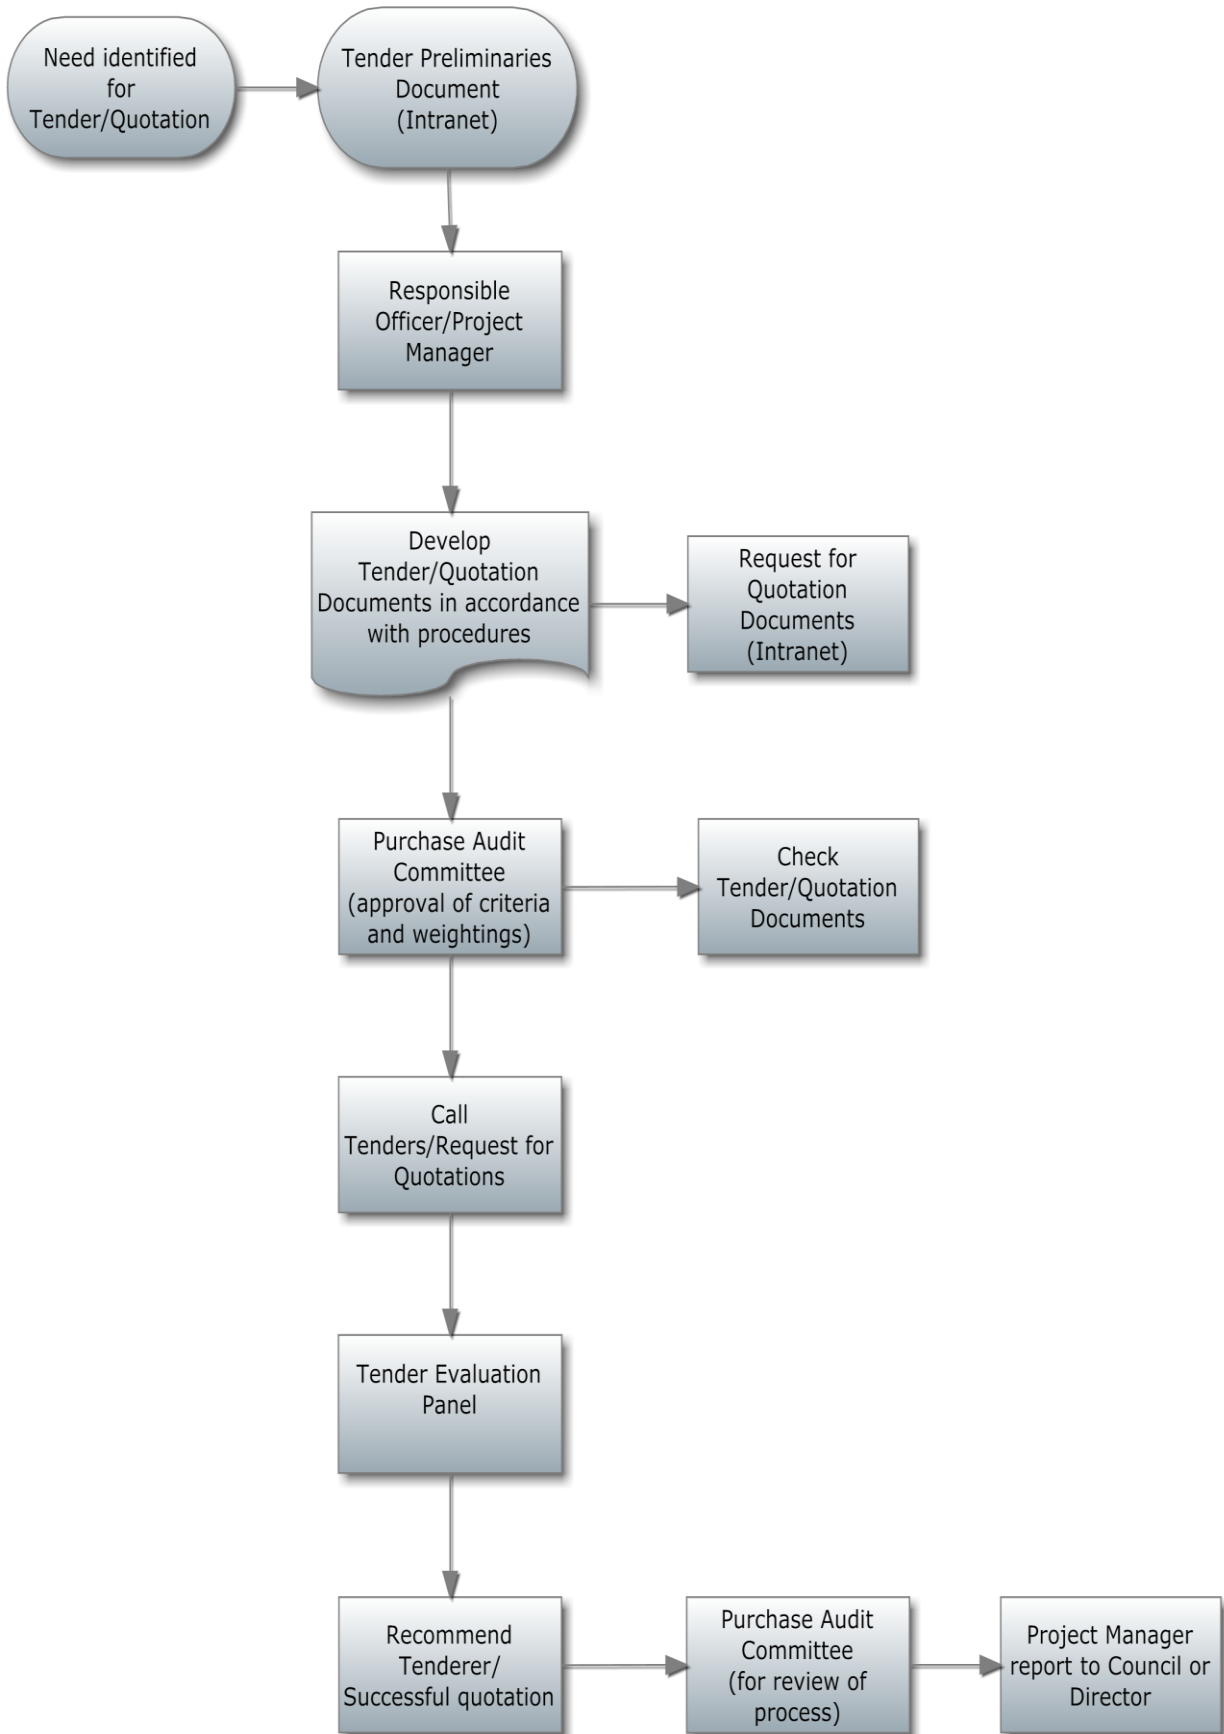 Need identified
for
Tender/Quotation
Tender Preliminaries
Document
(Intranet)
Responsible
Officer/Project
Manager
Develop
Tender/Quotation
Documents in accordance
with procedures
Request for
Quotation
Documents
(Intranet)
Purchase Audit
Committee
(approval of criteria
and weightings)
Check
Tender/Quotation
Documents
Call
Tenders/Request for
Quotations
Tender Evaluation
Panel
Recommend
Tenderer/
Successful quotation
Purchase Audit
Committee
(for review of
process)
Project Manager
report to Council or
Director